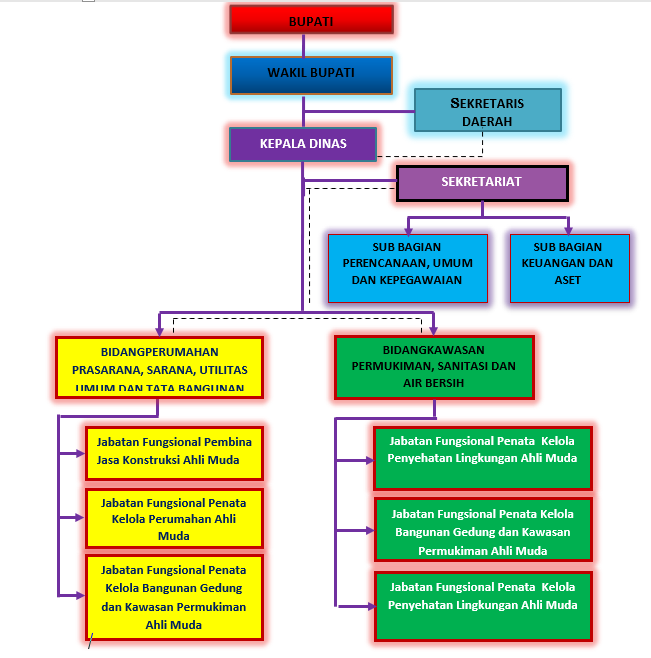 BUPATI
WAKIL BUPATI
SEKRETARIS
DAERAH
KEPALA DINAS
SEKRETARIAT
SUB BAGIAN
PERENCANAAN, UMUM
DAN KEPEGAWAIAN
SUB BAGIAN
KEUANGAN DAN
ASET
BIDANGPERUMAHAN
PRASARANA, SARANA, UTILITAS
UMUM DAN TATA BANGUNAN
BIDANGKAWASAN
PERMUKIMAN, SANITASI DAN
AIR BERSIH
Jabatan Fungsional Pembina
Jasa Konstruksi Ahli Muda
Jabatan Fungsional Penata
Kelola Perumahan Ahli
Muda
Jabatan Fungsional Penata
Kelola Bangunan Gedung
dan Kawasan Permukiman
Ahli Muda
Jabatan Fungsional Penata Kelola
Penyehatan Lingkungan Ahli Muda
Jabatan Fungsional Penata Kelola
Bangunan Gedung dan Kawasan
Permukiman Ahli Muda
Jabatan Fungsional Penata Kelola
Penyehatan Lingkungan Ahli Muda